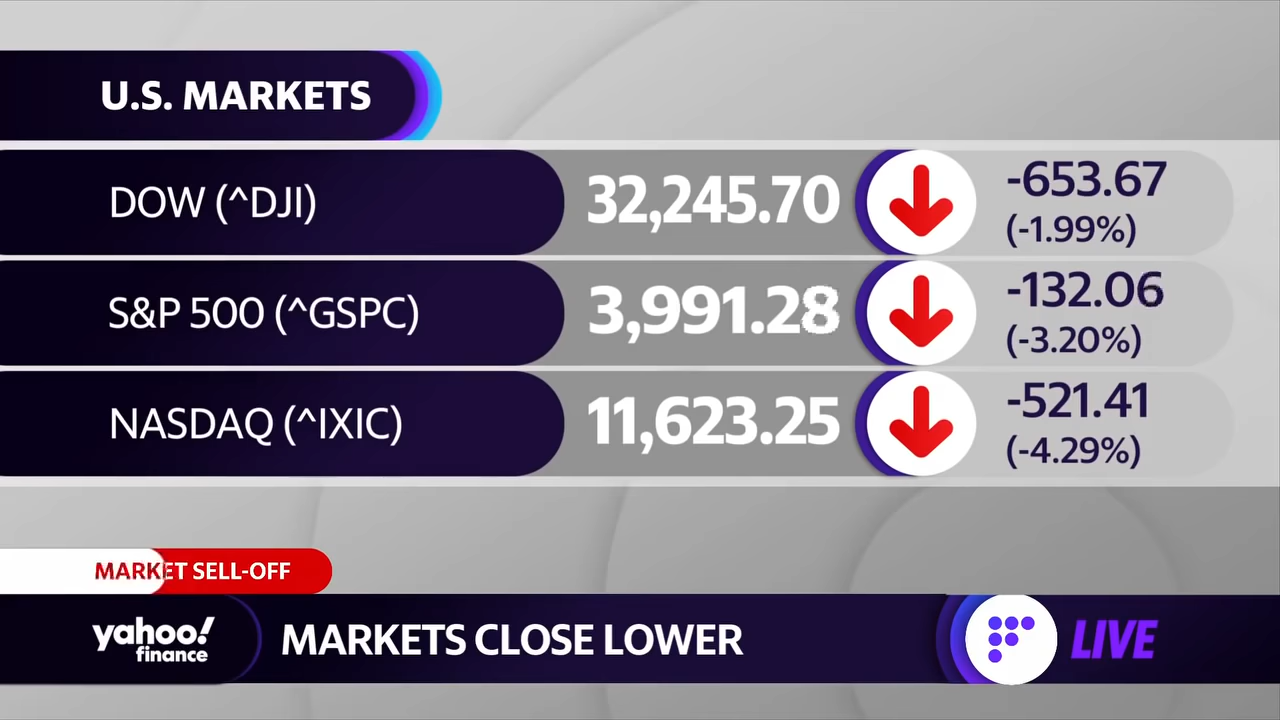 U.S. MARKETS
DOW (^DJI) 32,245.70 -653.67
(-1.99%)
S&P 500 (^GSPC) 3,991.28 -132.06
(-3.20%)
NASDAQ (^IXIC) 11,623.25 -521.41
(-4.29%)
MARKET SELL-OFF
yahoo!
finance
MARKETS CLOSE LOWER
LIVE